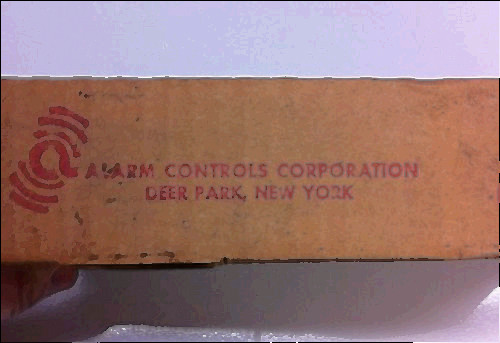 ALARM CONTROLS CORPORATION
DEER PARK, NEW YORK